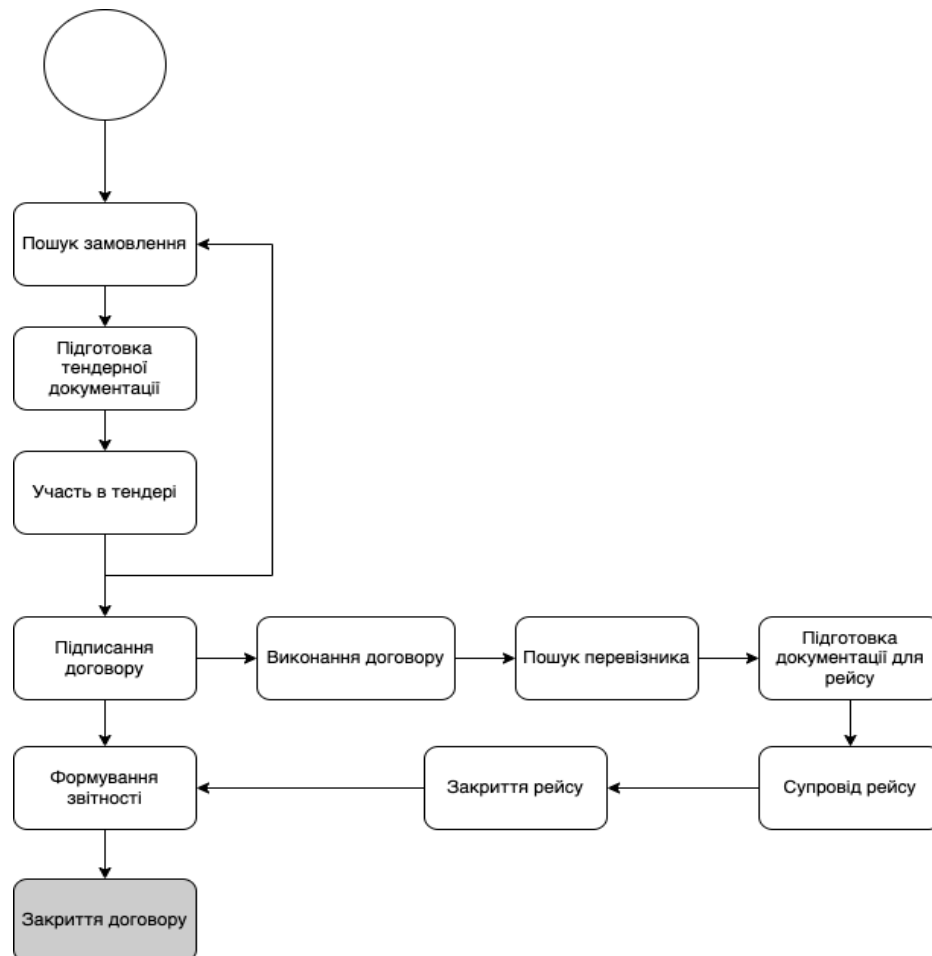 Пошук замовлення
Підготовка
тендерної
документації
Участь в тендері
Підписання
договору
Виконання договору
Пошук перевізника
Підготовка
документації для
рейсу
Формування
звітності
Закриття рейсу
Супровід рейсу
Закриття договору